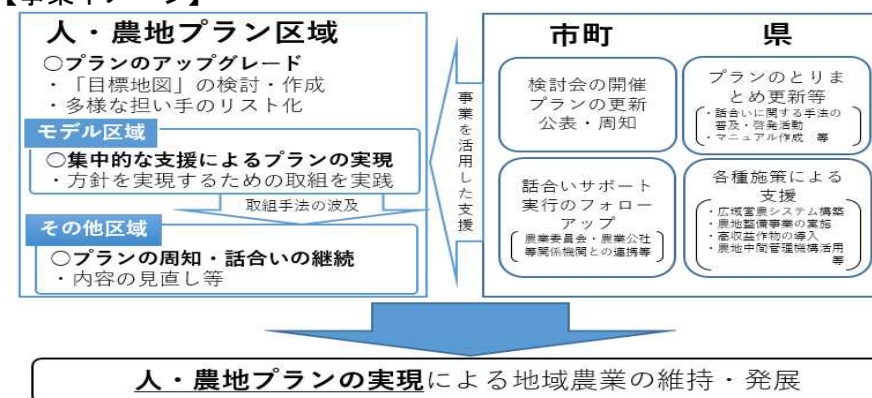 人・農地プラン区域
○プランのアップグレード
・「目標地図」の検討・作成
・多様な担い手のリスト化
モデル区域
○集中的な支援によるプランの実現
・方針を実現するための取組を実践
取組手法の波及
その他区域
○プランの周知・話合いの継続
・内容の見直し等
事業を活用した支援
市町
検討会の開催
プランの更新
公表・周知
話合いサポート
実行のフォロー
アップ
農業委員会・農業公社
等関係機関との連携等
県
プランのとりま
とめ更新等
・話合いに関する手法の
普及・啓発活動
・マニュアル作成 等
各種施策による
支援
・広域営農システム構築
・農地整備事業の実施
・高収益作物の導入
・農地中間管理機構活用
等
人・農地プランの実現による地域農業の維持・発展